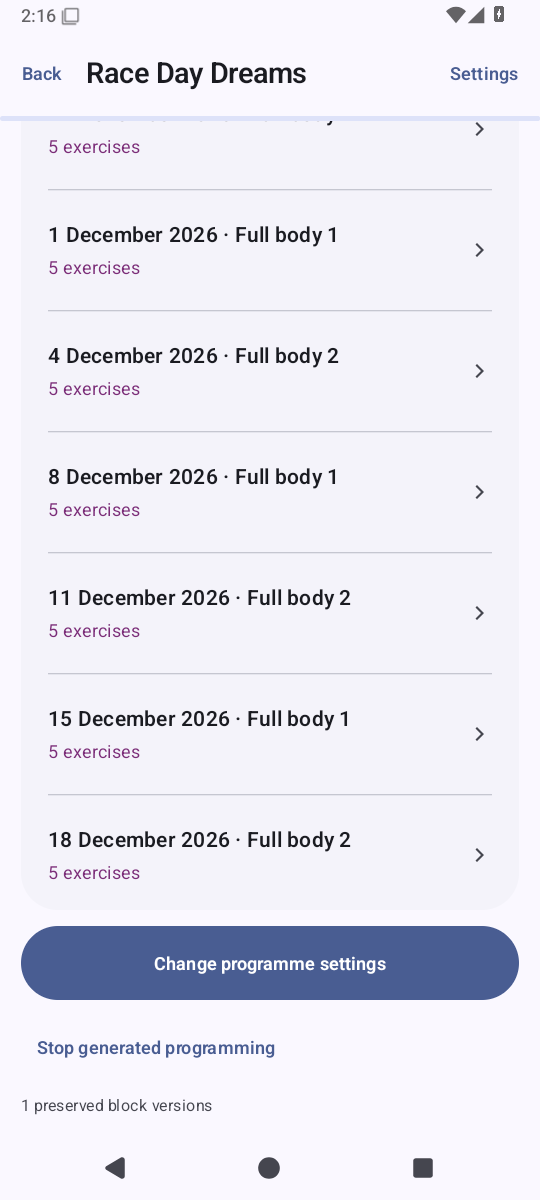 2:16
Back Race Day Dreams Settings
5 exercises
1 December 2026 · Full body 1
5 exercises
4 December 2026 · Full body 2
5 exercises
8 December 2026 · Full body 1
5 exercises
11 December 2026 · Full body 2
5 exercises
15 December 2026 · Full body 1
5 exercises
18 December 2026 · Full body 2
5 exercises
Change programme settings
Stop generated programming
1 preserved block versions